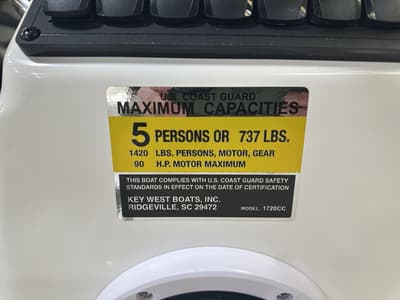 U.S. COAST GUARD
MAXIMUM CAPACITIES
5 PERSONS OR 737 LBS.
1420 LBS. PERSONS, MOTOR, GEAR
90 H.P. MOTOR MAXIMUM
THIS BOAT COMPLIES WITH U.S. COAST GUARD SAFETY
STANDARDS IN EFFECT ON THE DATE OF CERTIFICATION
KEY WEST BOATS, INC.
RIDGEVILLE, SC 29472 MODEL: 1720CC